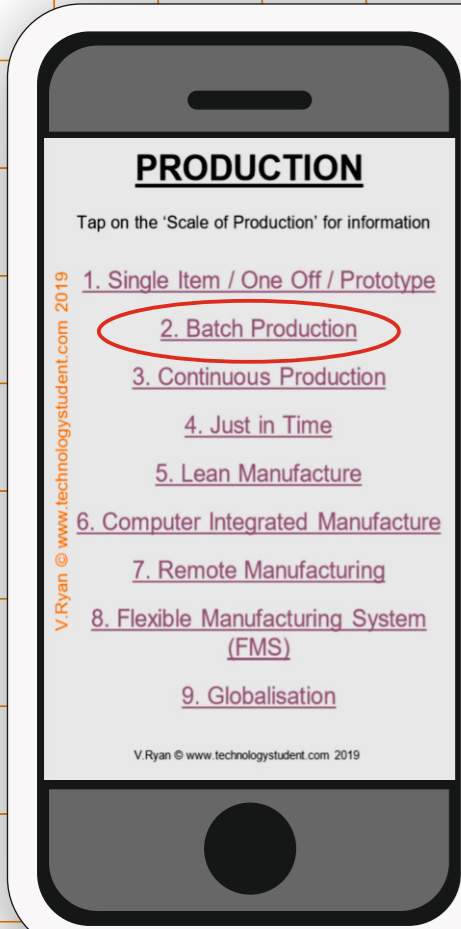 PRODUCTION
Tap on the ‘Scale of Production’ for information
1. Single Item / One Off / Prototype
2. Batch Production
3. Continuous Production
4. Just in Time
5. Lean Manufacture
6. Computer Integrated Manufacture
7. Remote Manufacturing
8. Flexible Manufacturing System
(FMS)
9. Globalisation
V.Ryan © www.technologystudent.com 2019
V.Ryan © www.technologystudent.com 2019